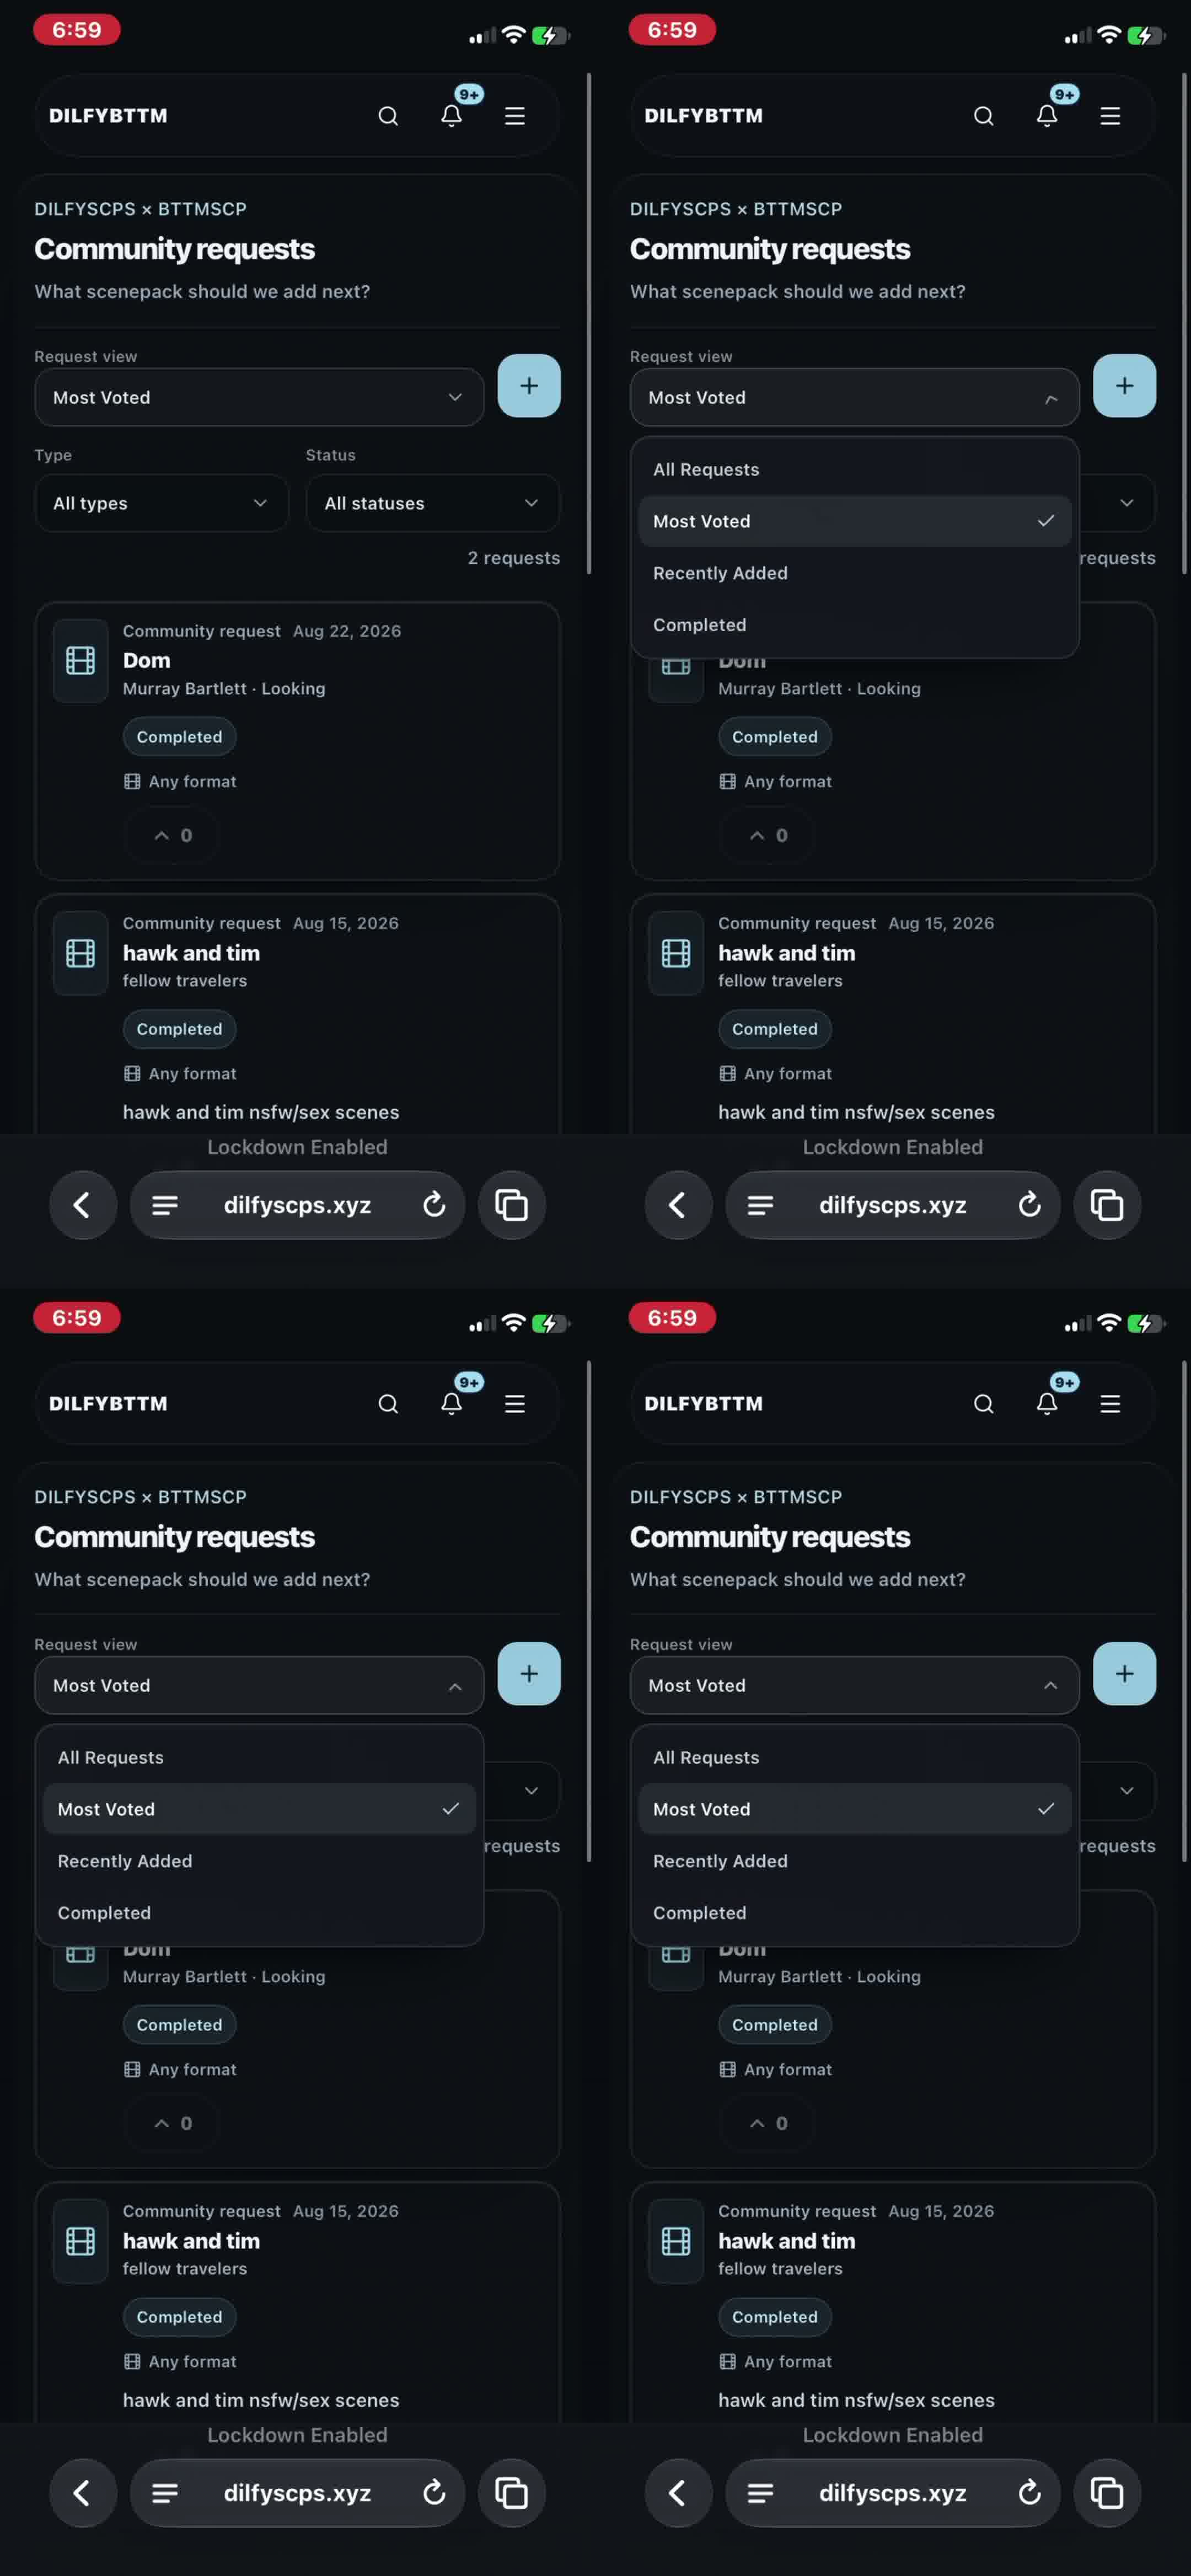 6:59
DILFYBTTM
9+
DILFYSCPS × BTTMSCP
Community requests
What scenepack should we add next?
Request view
Most Voted
+
Type Status
All types All statuses
2 requests
Community request Aug 22, 2026
Dom
Murray Bartlett · Looking
Completed
Any format
0
Community request Aug 15, 2026
hawk and tim
fellow travelers
Completed
Any format
hawk and tim nsfw/sex scenes
Lockdown Enabled
dilfyscps.xyz
6:59
DILFYBTTM
9+
DILFYSCPS × BTTMSCP
Community requests
What scenepack should we add next?
Request view
Most Voted
+
All Requests
Most Voted
Recently Added
requests
Completed
Dom
Murray Bartlett · Looking
Completed
Any format
0
Community request Aug 15, 2026
hawk and tim
fellow travelers
Completed
Any format
hawk and tim nsfw/sex scenes
Lockdown Enabled
dilfyscps.xyz
6:59
DILFYBTTM
9+
DILFYSCPS × BTTMSCP
Community requests
What scenepack should we add next?
Request view
Most Voted
+
All Requests
Most Voted
requests
Recently Added
Completed
Dom
Murray Bartlett · Looking
Completed
Any format
0
Community request Aug 15, 2026
hawk and tim
fellow travelers
Completed
Any format
hawk and tim nsfw/sex scenes
Lockdown Enabled
dilfyscps.xyz
6:59
DILFYBTTM
9+
DILFYSCPS × BTTMSCP
Community requests
What scenepack should we add next?
Request view
Most Voted
+
All Requests
Most Voted
requests
Recently Added
Completed
Dom
Murray Bartlett · Looking
Completed
Any format
0
Community request Aug 15, 2026
hawk and tim
fellow travelers
Completed
Any format
hawk and tim nsfw/sex scenes
Lockdown Enabled
dilfyscps.xyz